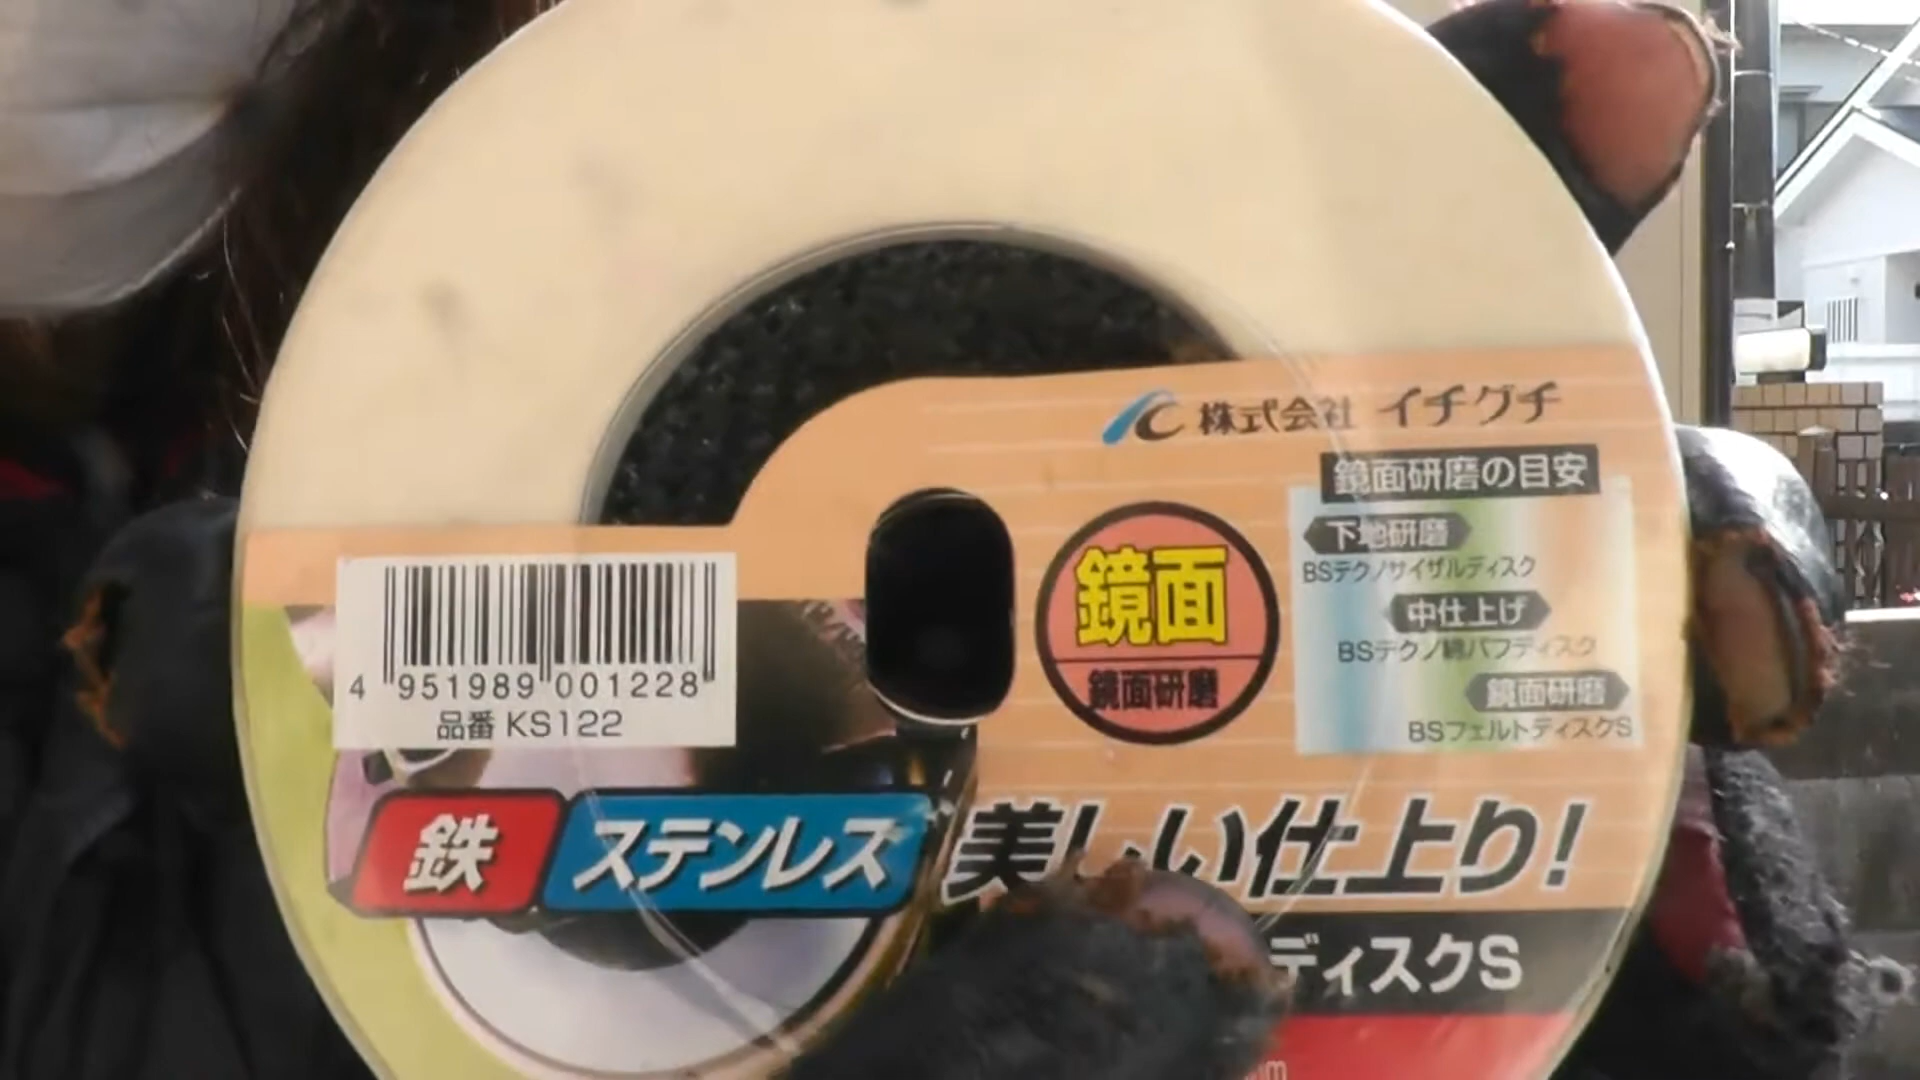 株式会社 イチグチ
鏡面研磨の目安
下地研磨
BSテクノサイザルディスク
中仕上げ
BSテクノ綿バフディスク
鏡面研磨
BSフェルトディスクS
鏡面
鏡面研磨
4 951989 001228
品番 KS122
鉄 ステンレス 美しい仕上り!
ディスクS